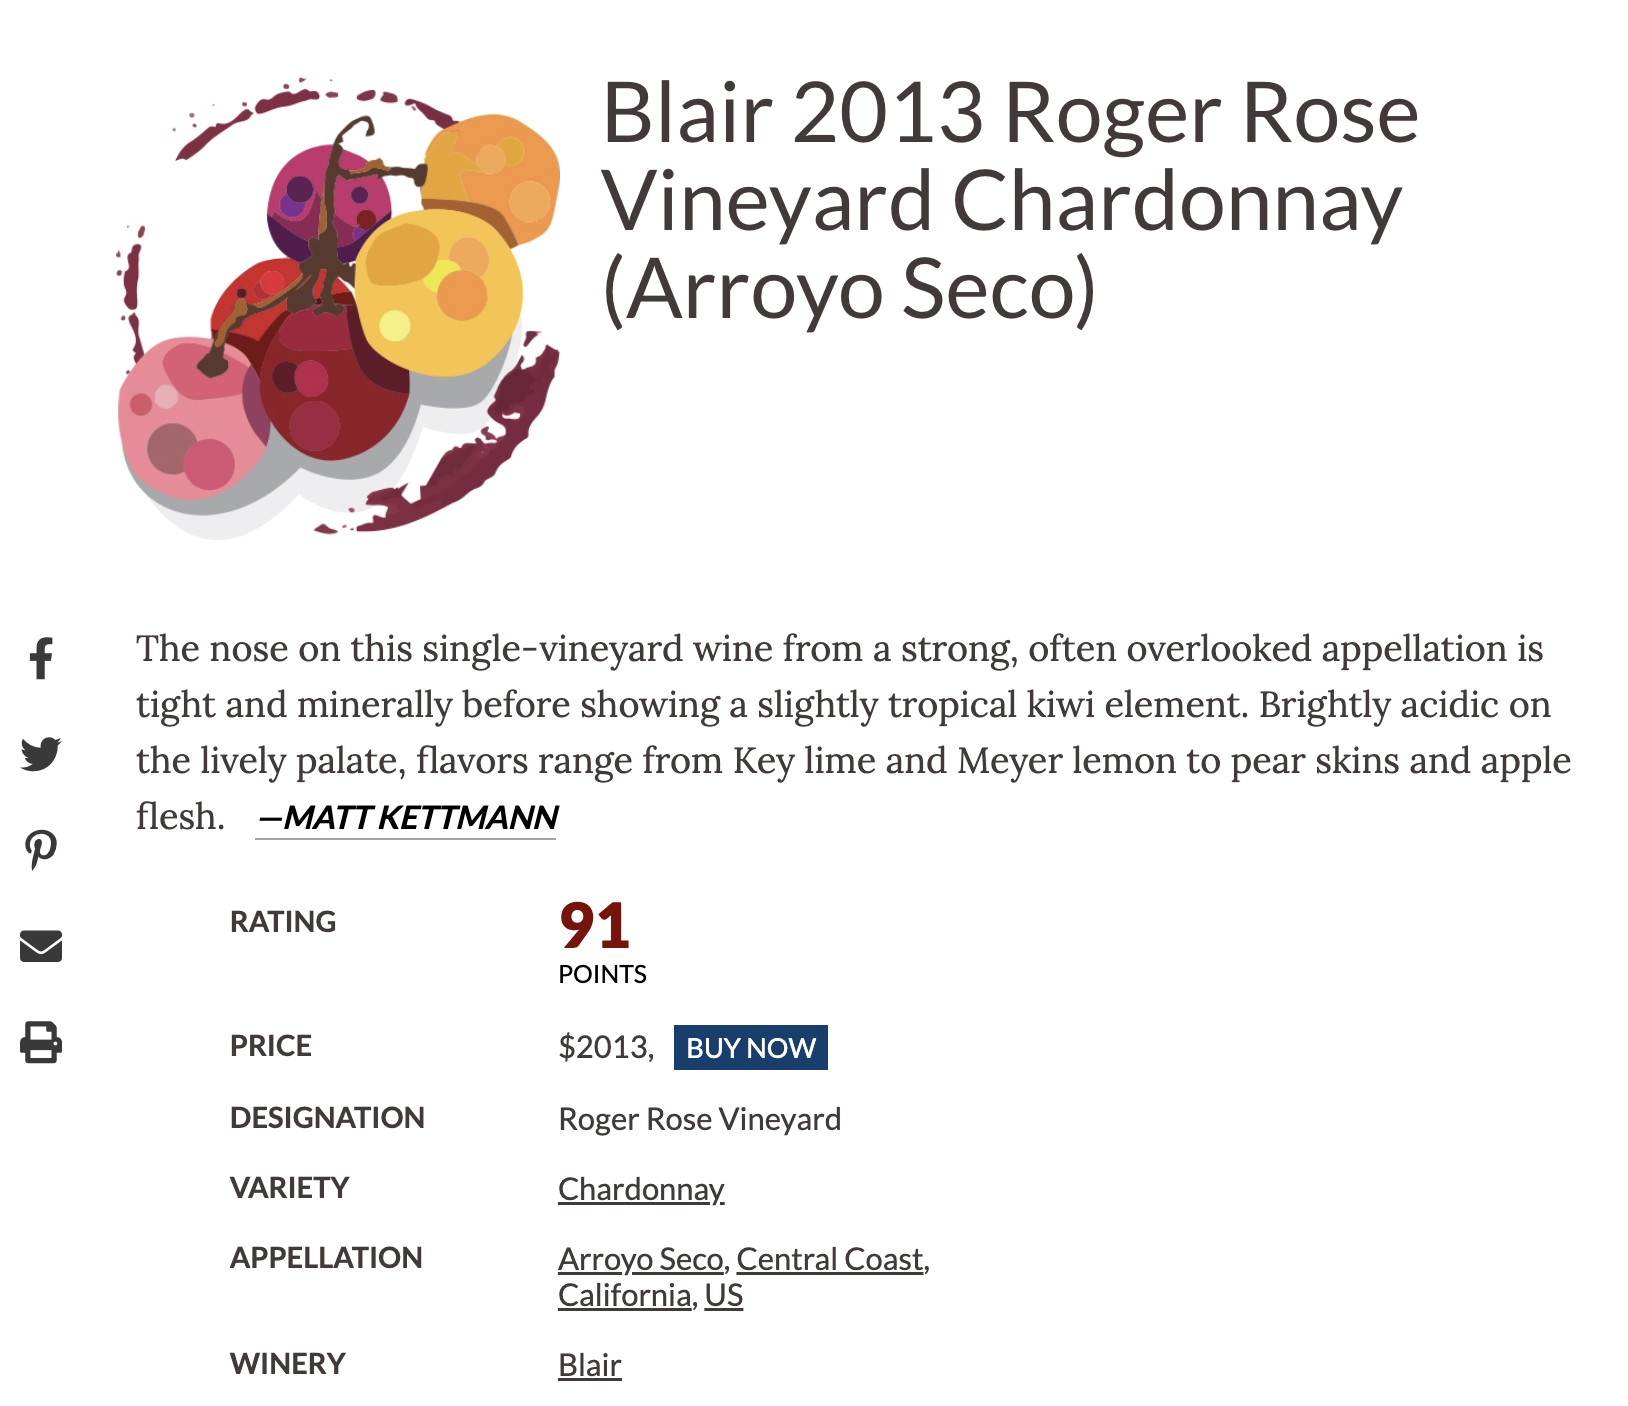 Blair 2013 Roger Rose
Vineyard Chardonnay
(Arroyo Seco)
The nose on this single-vineyard wine from a strong, often overlooked appellation is
tight and minerally before showing a slightly tropical kiwi element. Brightly acidic on
the lively palate, flavors range from Key lime and Meyer lemon to pear skins and apple
flesh. —MATT KETTMANN
RATING
91
POINTS
PRICE
$2013, BUY NOW
DESIGNATION
Roger Rose Vineyard
VARIETY
Chardonnay
APPELLATION
Arroyo Seco, Central Coast,
California, US
WINERY
Blair